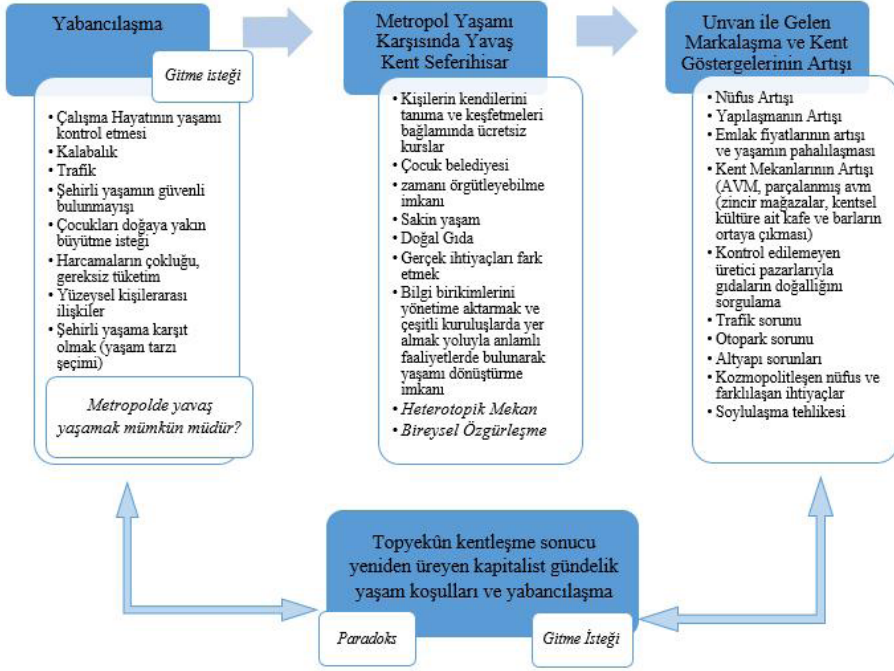 Yabancılaşma
Gitme isteği
• Çalışma Hayatının yaşamı
kontrol etmesi
• Kalabalık
• Trafik
• Şehirli yaşamın güvenli
bulunmayışı
• Çocukları doğaya yakın
büyütme isteği
• Harcamaların çokluğu,
gereksiz tüketim
• Yüzeysel kişilerarası
ilişkiler
• Şehirli yaşama karşıt
olmak (yaşam tarzı
seçimi)
Metropolde yavaş
yaşamak mümkün müdür?
Metropol Yaşamı
Karşısında Yavaş
Kent Seferihisar
• Kişilerin kendilerini
tanıma ve keşfetmeleri
bağlamında ücretsiz
kurslar
• Çocuk belediyesi
• zamanı örgütleyebilme
imkanı
• Sakin yaşam
• Doğal Gıda
• Gerçek ihtiyaçları fark
etmek
• Bilgi birikimlerini
yönetime aktarmak ve
çeşitli kuruluşlarda yer
almak yoluyla anlamlı
faaliyetlerde bulunarak
yaşamı dönüştürme
imkanı
• Heterotopik Mekan
• Bireysel Özgürleşme
Unvan ile Gelen
Markalaşma ve Kent
Göstergelerinin Artışı
• Nüfus Artışı
• Yapılaşmanın Artışı
• Emlak fiyatlarının artışı
ve yaşamın pahalılaşması
• Kent Mekanlarının Artışı
(AVM, parçalanmış avm
(zincir mağazalar, kentsel
kültüre ait kafe ve barların
ortaya çıkması)
• Kontrol edilemeyen
üretici pazarlarıyla
gıdaların doğallığını
sorgulama
• Trafik sorunu
• Otopark sorunu
• Altyapı sorunları
• Kozmopolitleşen nüfus ve
farklılaşan ihtiyaçlar
• Soylulaşma tehlikesi
Topyekûn kentleşme sonucu
yeniden üreyen kapitalist gündelik
yaşam koşulları ve yabancılaşma
Paradoks
Gitme İsteği